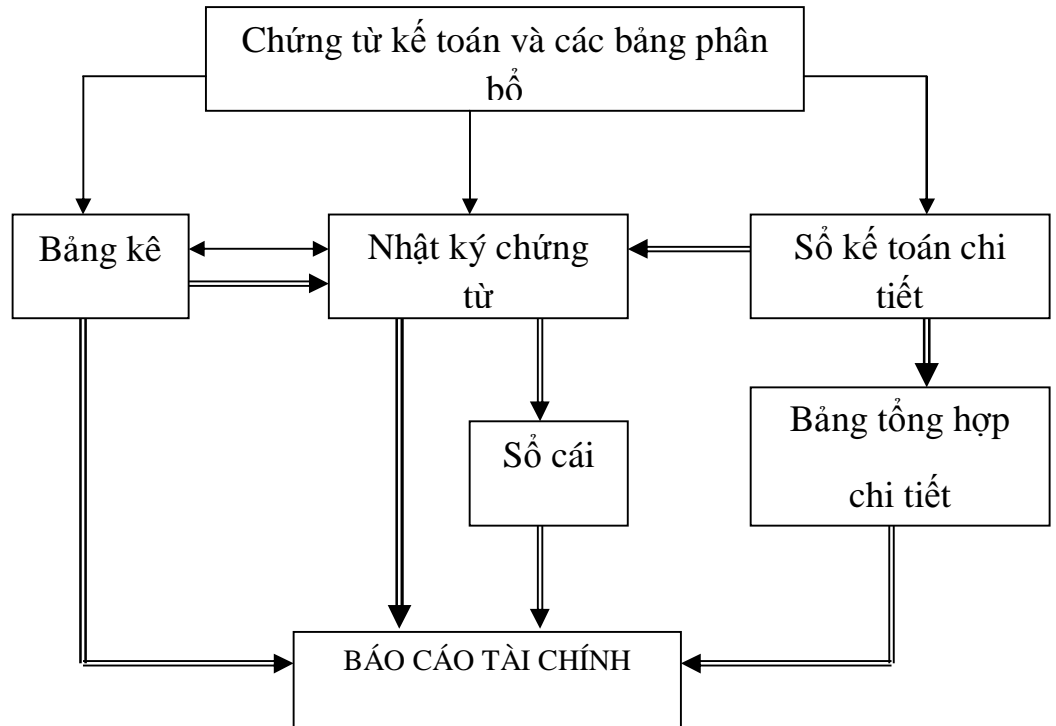 Chứng từ kế toán và các bảng phân
bổ
Bảng kê
Nhật ký chứng
từ
Sổ kế toán chi
tiết
Sổ cái
Bảng tổng hợp
chi tiết
BÁO CÁO TÀI CHÍNH